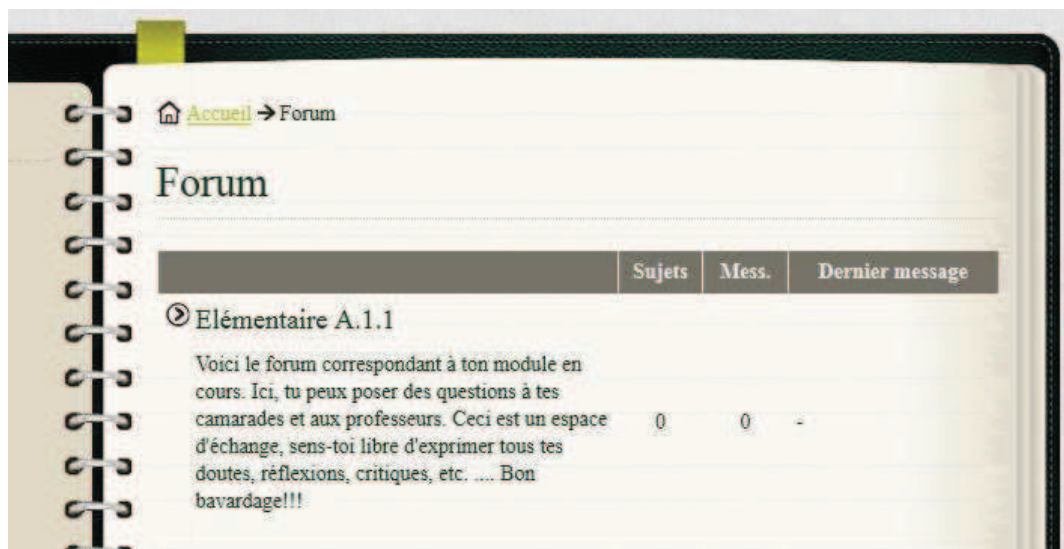 Accueil → Forum
Forum
Sujets Mess. Dernier message
Elémentaire A.1.1
Voici le forum correspondant à ton module en
cours. Ici, tu peux poser des questions à tes
camarades et aux professeurs. Ceci est un espace
d'échange, sens-toi libre d'exprimer tous tes
doutes, réflexions, critiques, etc. .... Bon
bavardage!!!
0 0 -